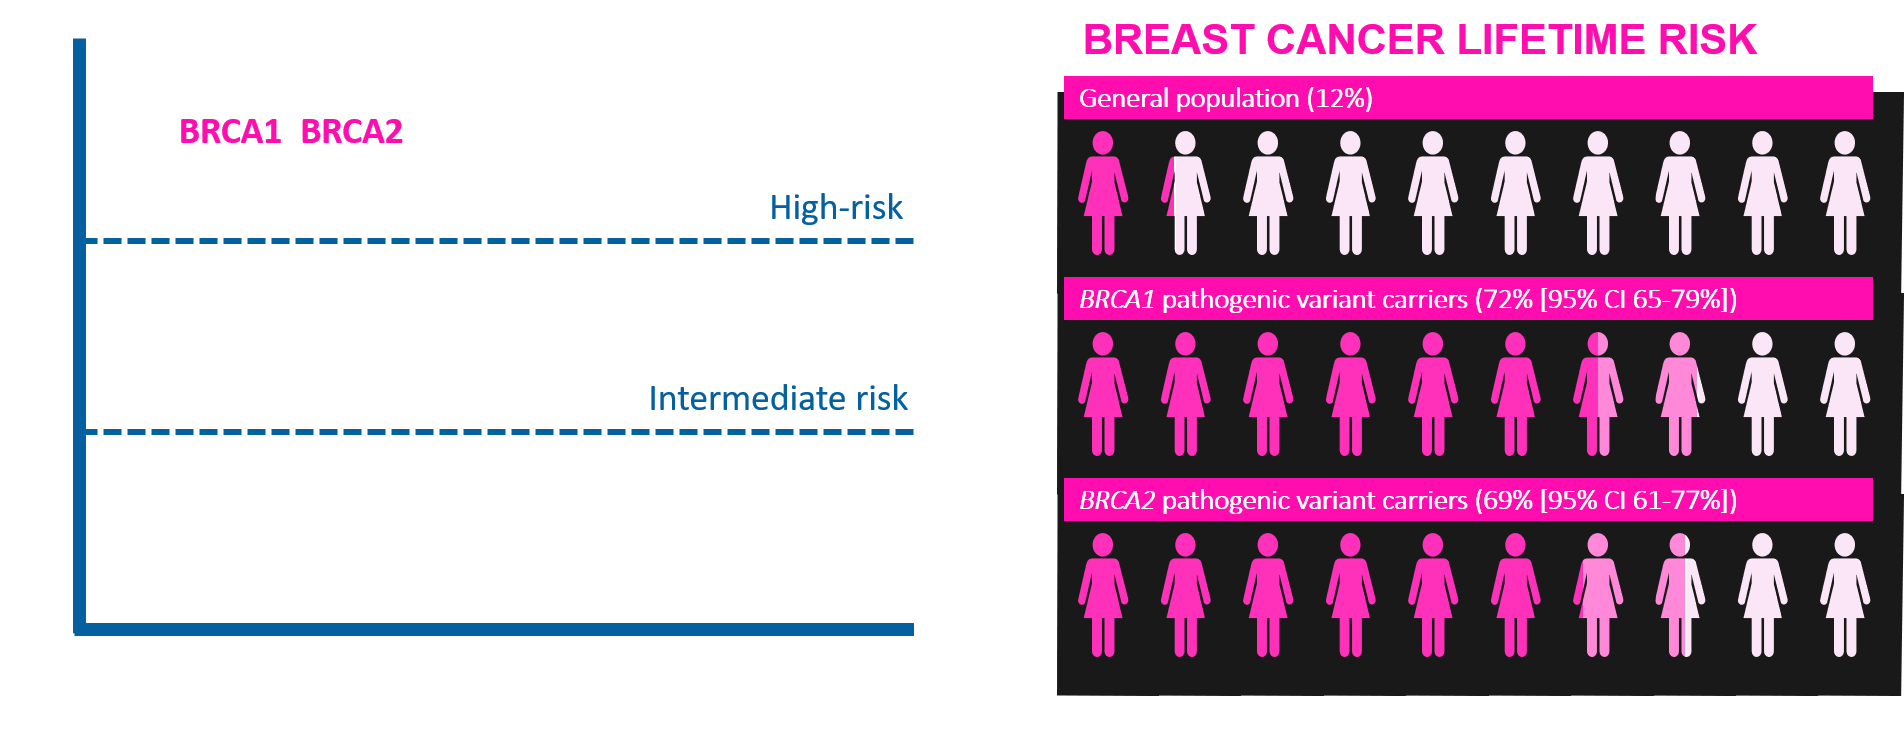 BRCA1 BRCA2
High-risk
Intermediate risk
BREAST CANCER LIFETIME RISK
General population (12%)
BRCA1 pathogenic variant carriers (72% [95% CI 65-79%])
BRCA2 pathogenic variant carriers (69% [95% CI 61-77%])